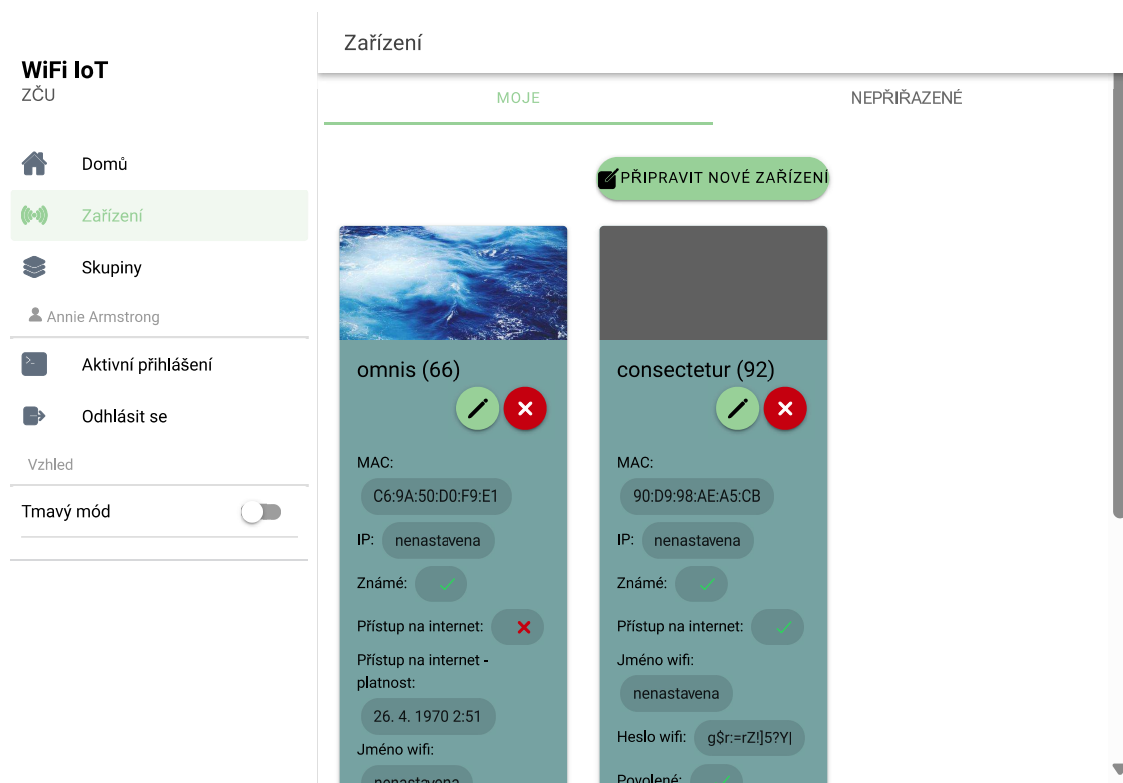 WiFi IoT
ZČU
Domů
Zařízení
Skupiny
Annie Armstrong
Aktivní přihlášení
Odhlásit se
Vzhled
Tmavý mód
Zařízení
MOJE
NEPŘIŘAZENÉ
PŘIPRAVIT NOVÉ ZAŘÍZENÍ
omnis (66)
MAC:
C6:9A:50:D0:F9:E1
IP: nenastavena
Známé:
Přístup na internet:
Přístup na internet -
platnost:
26. 4. 1970 2:51
Jméno wifi:
nenastavena
consectetur (92)
MAC:
90:D9:98:AE:A5:CB
IP: nenastavena
Známé:
Přístup na internet:
Jméno wifi:
nenastavena
Heslo wifi: g$r:=rZ!]5?Y|
Povolené: